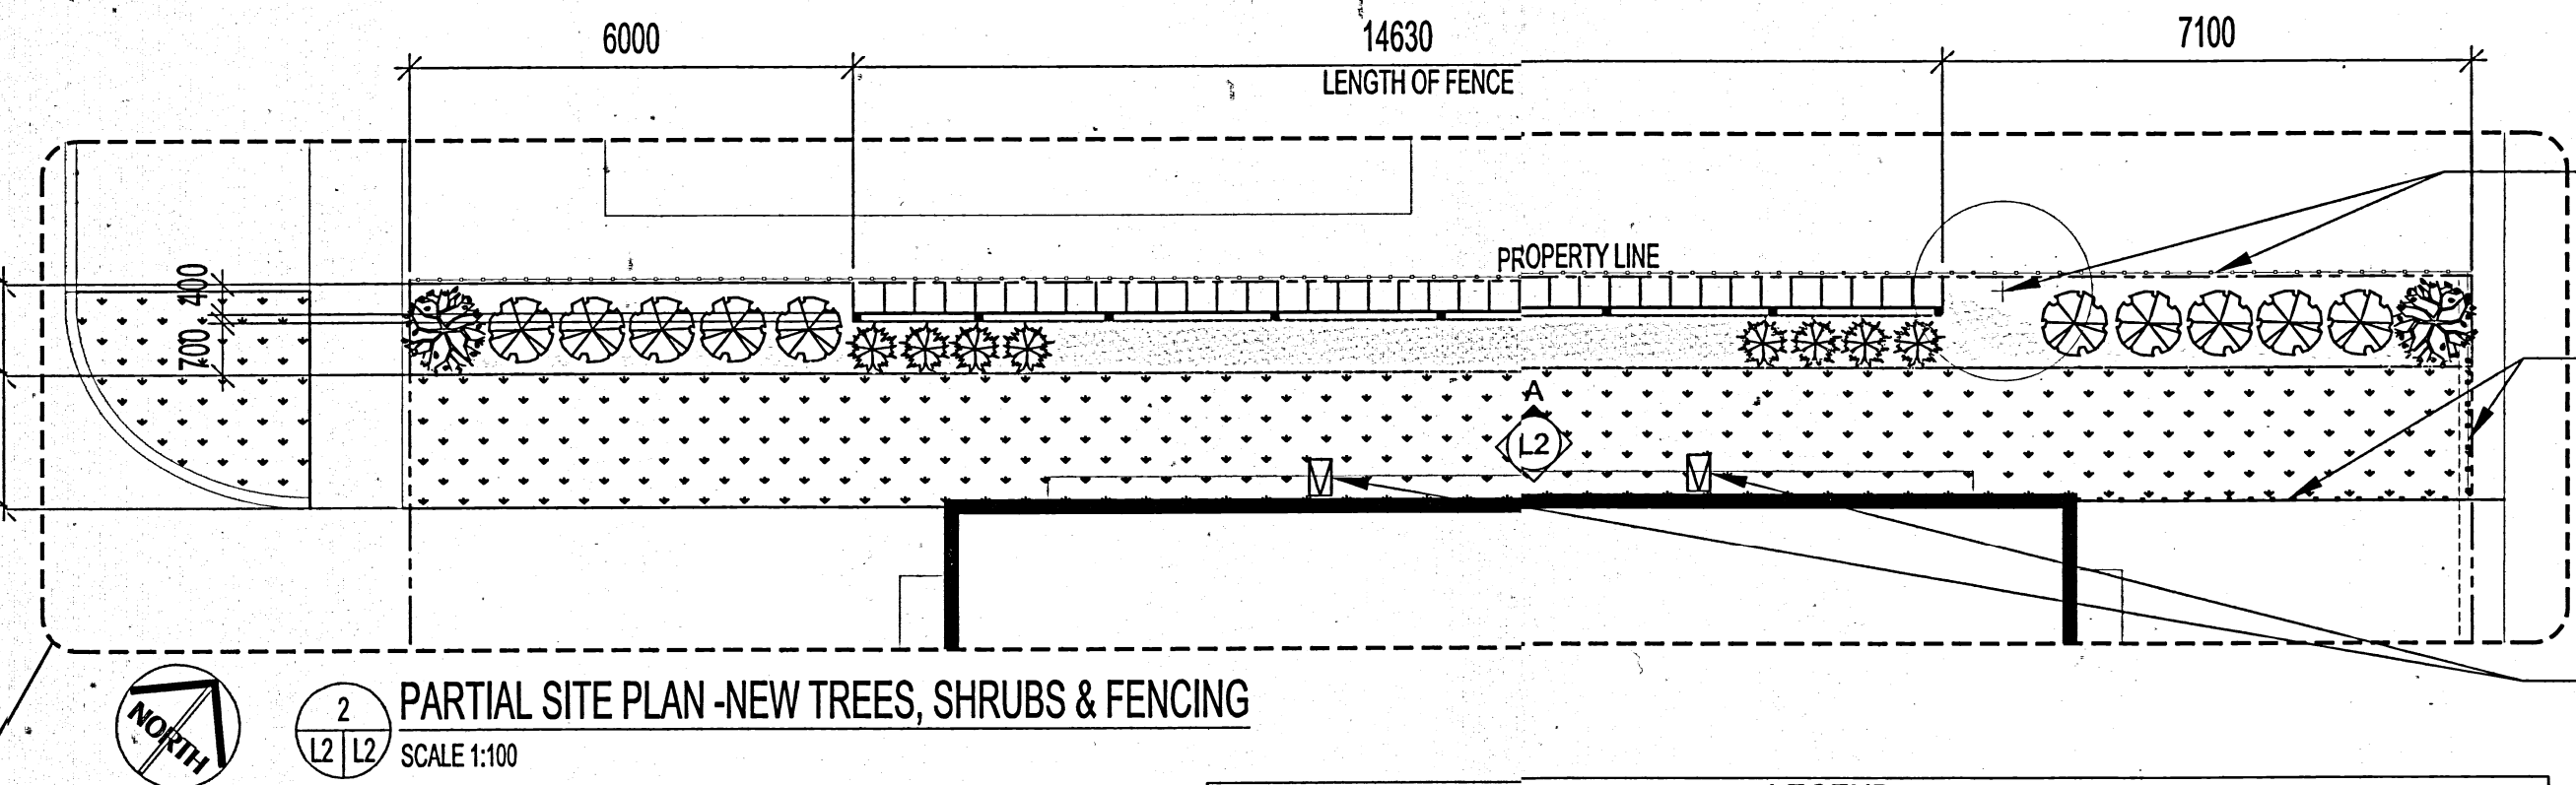 6000
14630
7100
LENGTH OF FENCE
PROPERTY LINE
400
700
A
L2
NORTH
2
L2 L2
PARTIAL SITE PLAN -NEW TREES, SHRUBS & FENCING
SCALE 1:100